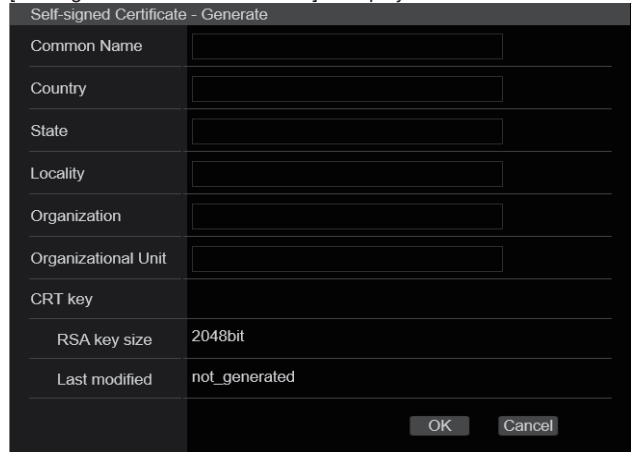 Self-signed Certificate - Generate
Common Name
Country
State
Locality
Organization
Organizational Unit
CRT key
RSA key size 2048bit
Last modified not_generated
OK Cancel